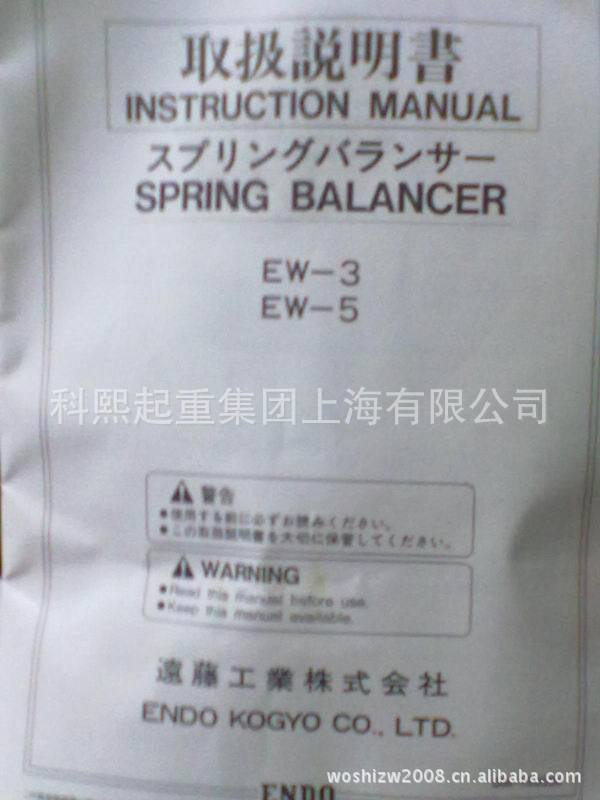 取扱説明書
INSTRUCTION MANUAL
スプリングバランサー
SPRING BALANCER
EW-3
EW-5
科熙起重集团上海有限公司
警告
●使用する前に必ずお読みください。
●この取扱説明書を大切に保管してください。
WARNING
●Read this manual before use.
●Keep this manual available.
遠藤工業株式会社
ENDO KOGYO CO., LTD.
woshizw2008.cn.alibaba.com
ENDO